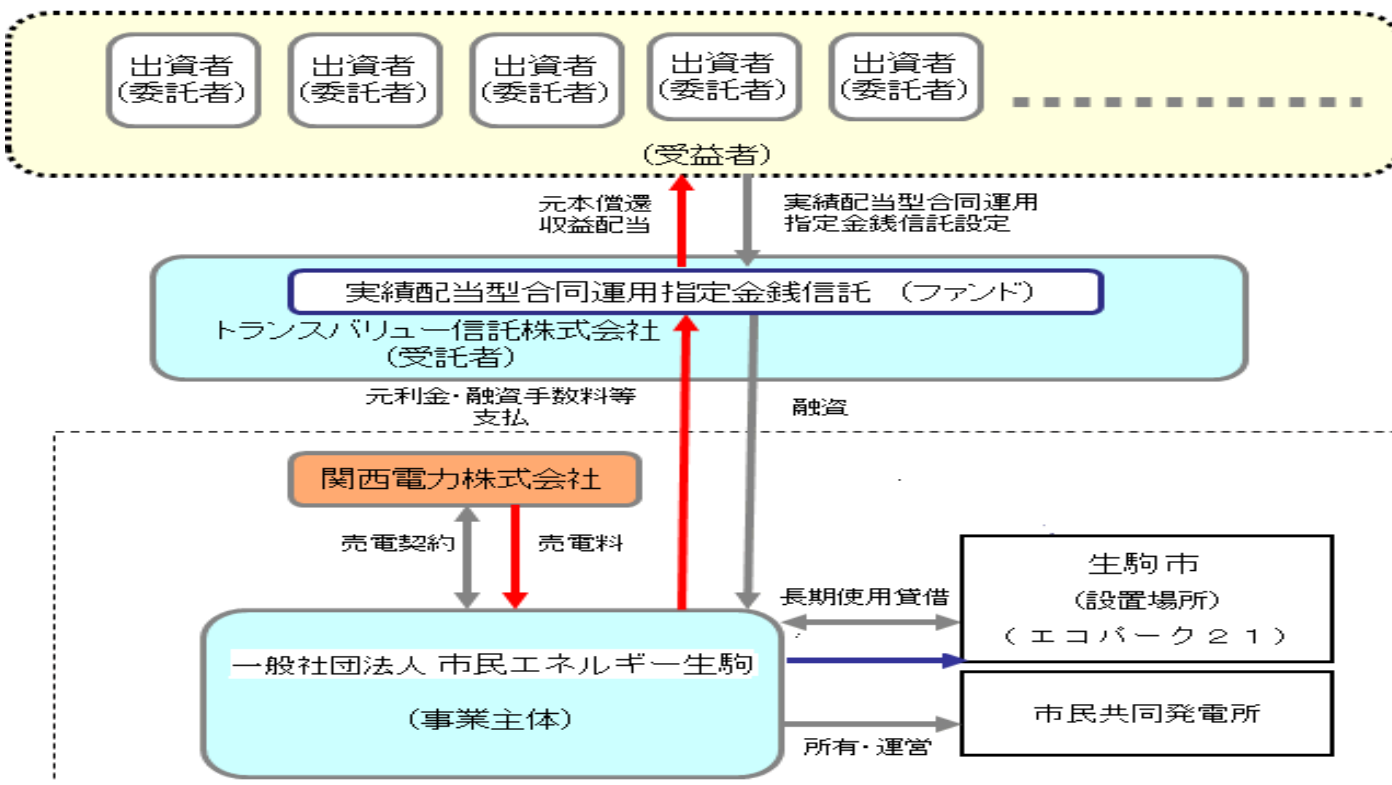 出資者
(委託者)
出資者
(委託者)
出資者
(委託者)
出資者
(委託者)
出資者
(委託者)
(受益者)
元本償還
収益配当
実績配当型合同運用
指定金銭信託設定
実績配当型合同運用指定金銭信託 (ファンド)
トランスバリュー信託株式会社
(受託者)
元利金・融資手数料等
支払
融資
関西電力株式会社
売電契約
売電料
長期使用貸借
生駒市
(設置場所)
(エコパーク21)
一般社団法人 市民エネルギー生駒
(事業主体)
所有・運営
市民共同発電所